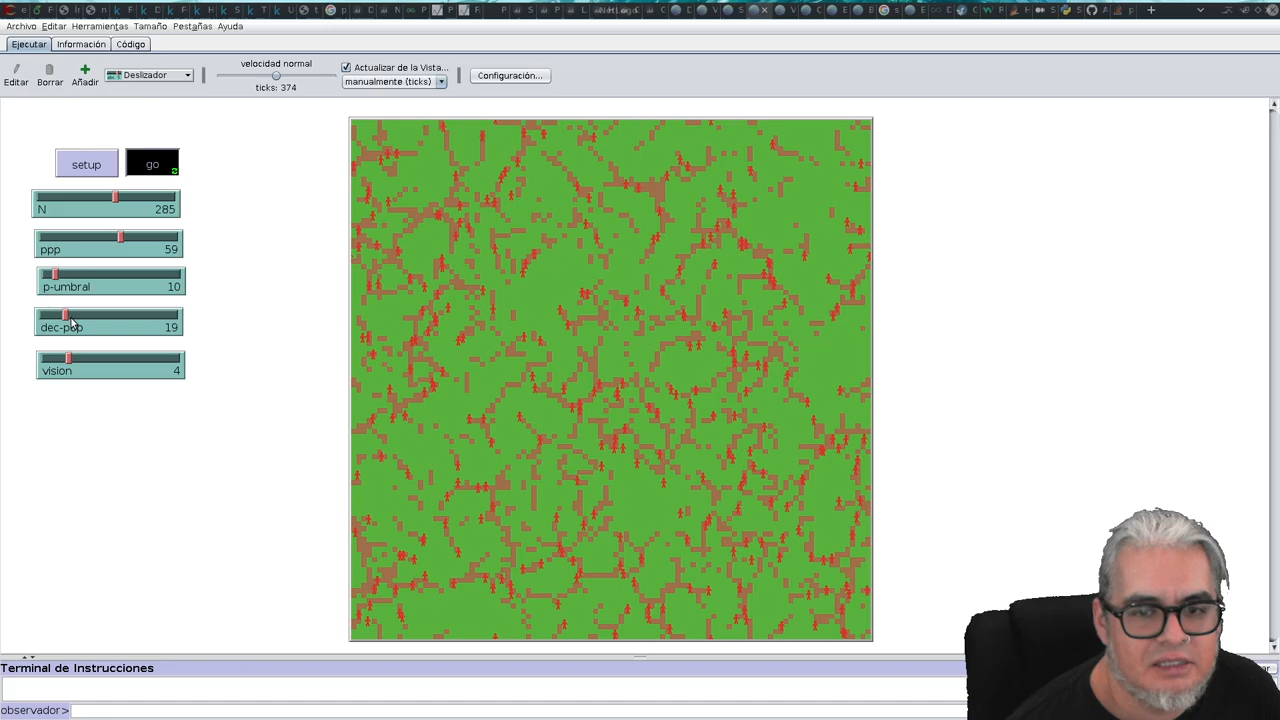 Archivo Editar Herramientas Tamaño Pestañas Ayuda
Ejecutar Información Código
Editar Borrar Añadir
Deslizador
velocidad normal
ticks: 374
Actualizar de la Vista...
manualmente (ticks)
Configuración...
setup go
N 285
ppp 59
p-umbral 10
dec-pop 19
vision 4
Terminal de Instrucciones
observador>